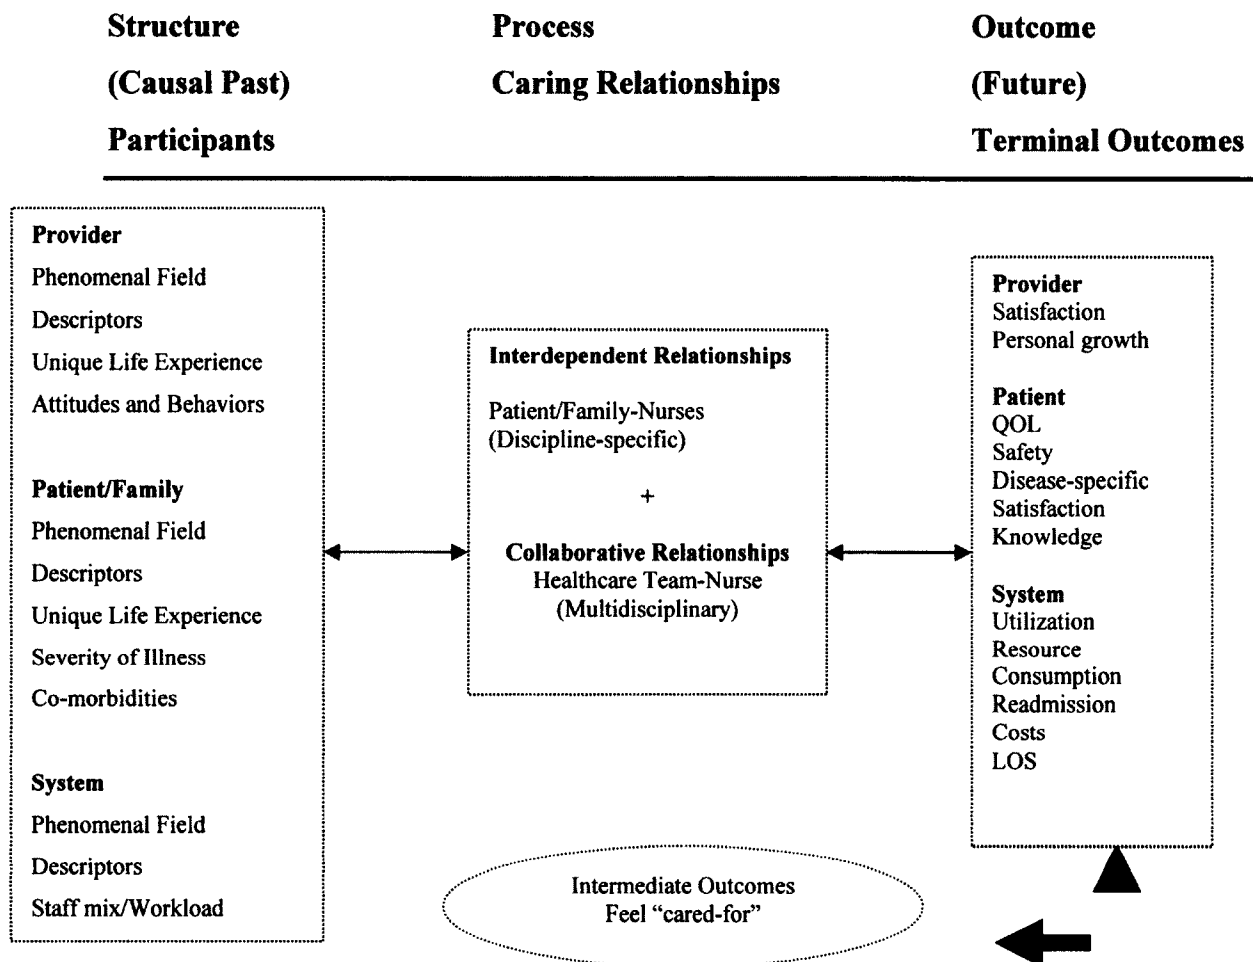 Structure
(Causal Past)
Participants
Process
Caring Relationships
Outcome
(Future)
Terminal Outcomes
Provider
Phenomenal Field
Descriptors
Unique Life Experience
Attitudes and Behaviors
Patient/Family
Phenomenal Field
Descriptors
Unique Life Experience
Severity of Illness
Co-morbidities
System
Phenomenal Field
Descriptors
Staff mix/Workload
Interdependent Relationships
Patient/Family-Nurses
(Discipline-specific)
+
Collaborative Relationships
Healthcare Team-Nurse
(Multidisciplinary)
Intermediate Outcomes
Feel “cared-for”
Provider
Satisfaction
Personal growth
Patient
QOL
Safety
Disease-specific
Satisfaction
Knowledge
System
Utilization
Resource
Consumption
Readmission
Costs
LOS